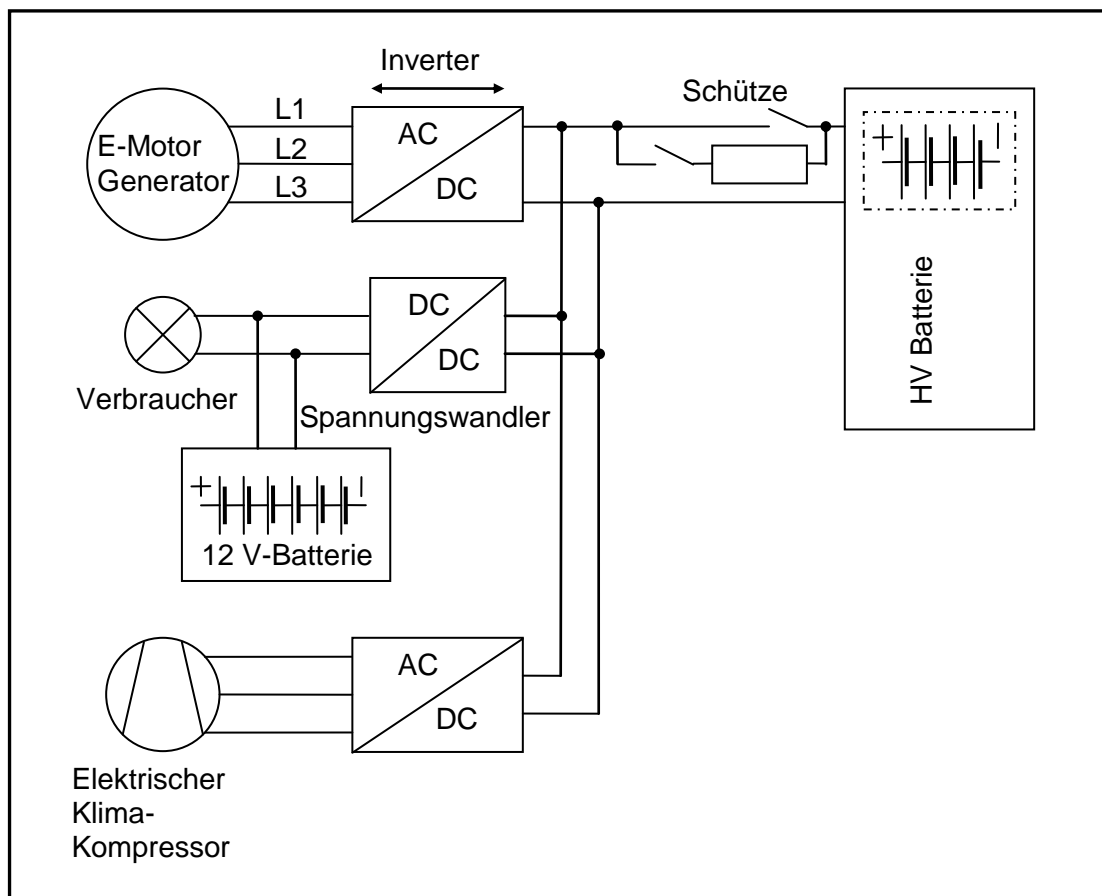 Inverter
Schütze
E-Motor
Generator
L1
L2
L3
AC
DC
+
HV Batterie
DC
DC
Verbraucher
Spannungswandler
+
12 V-Batterie
AC
DC
Elektrischer
Klima-
Kompressor